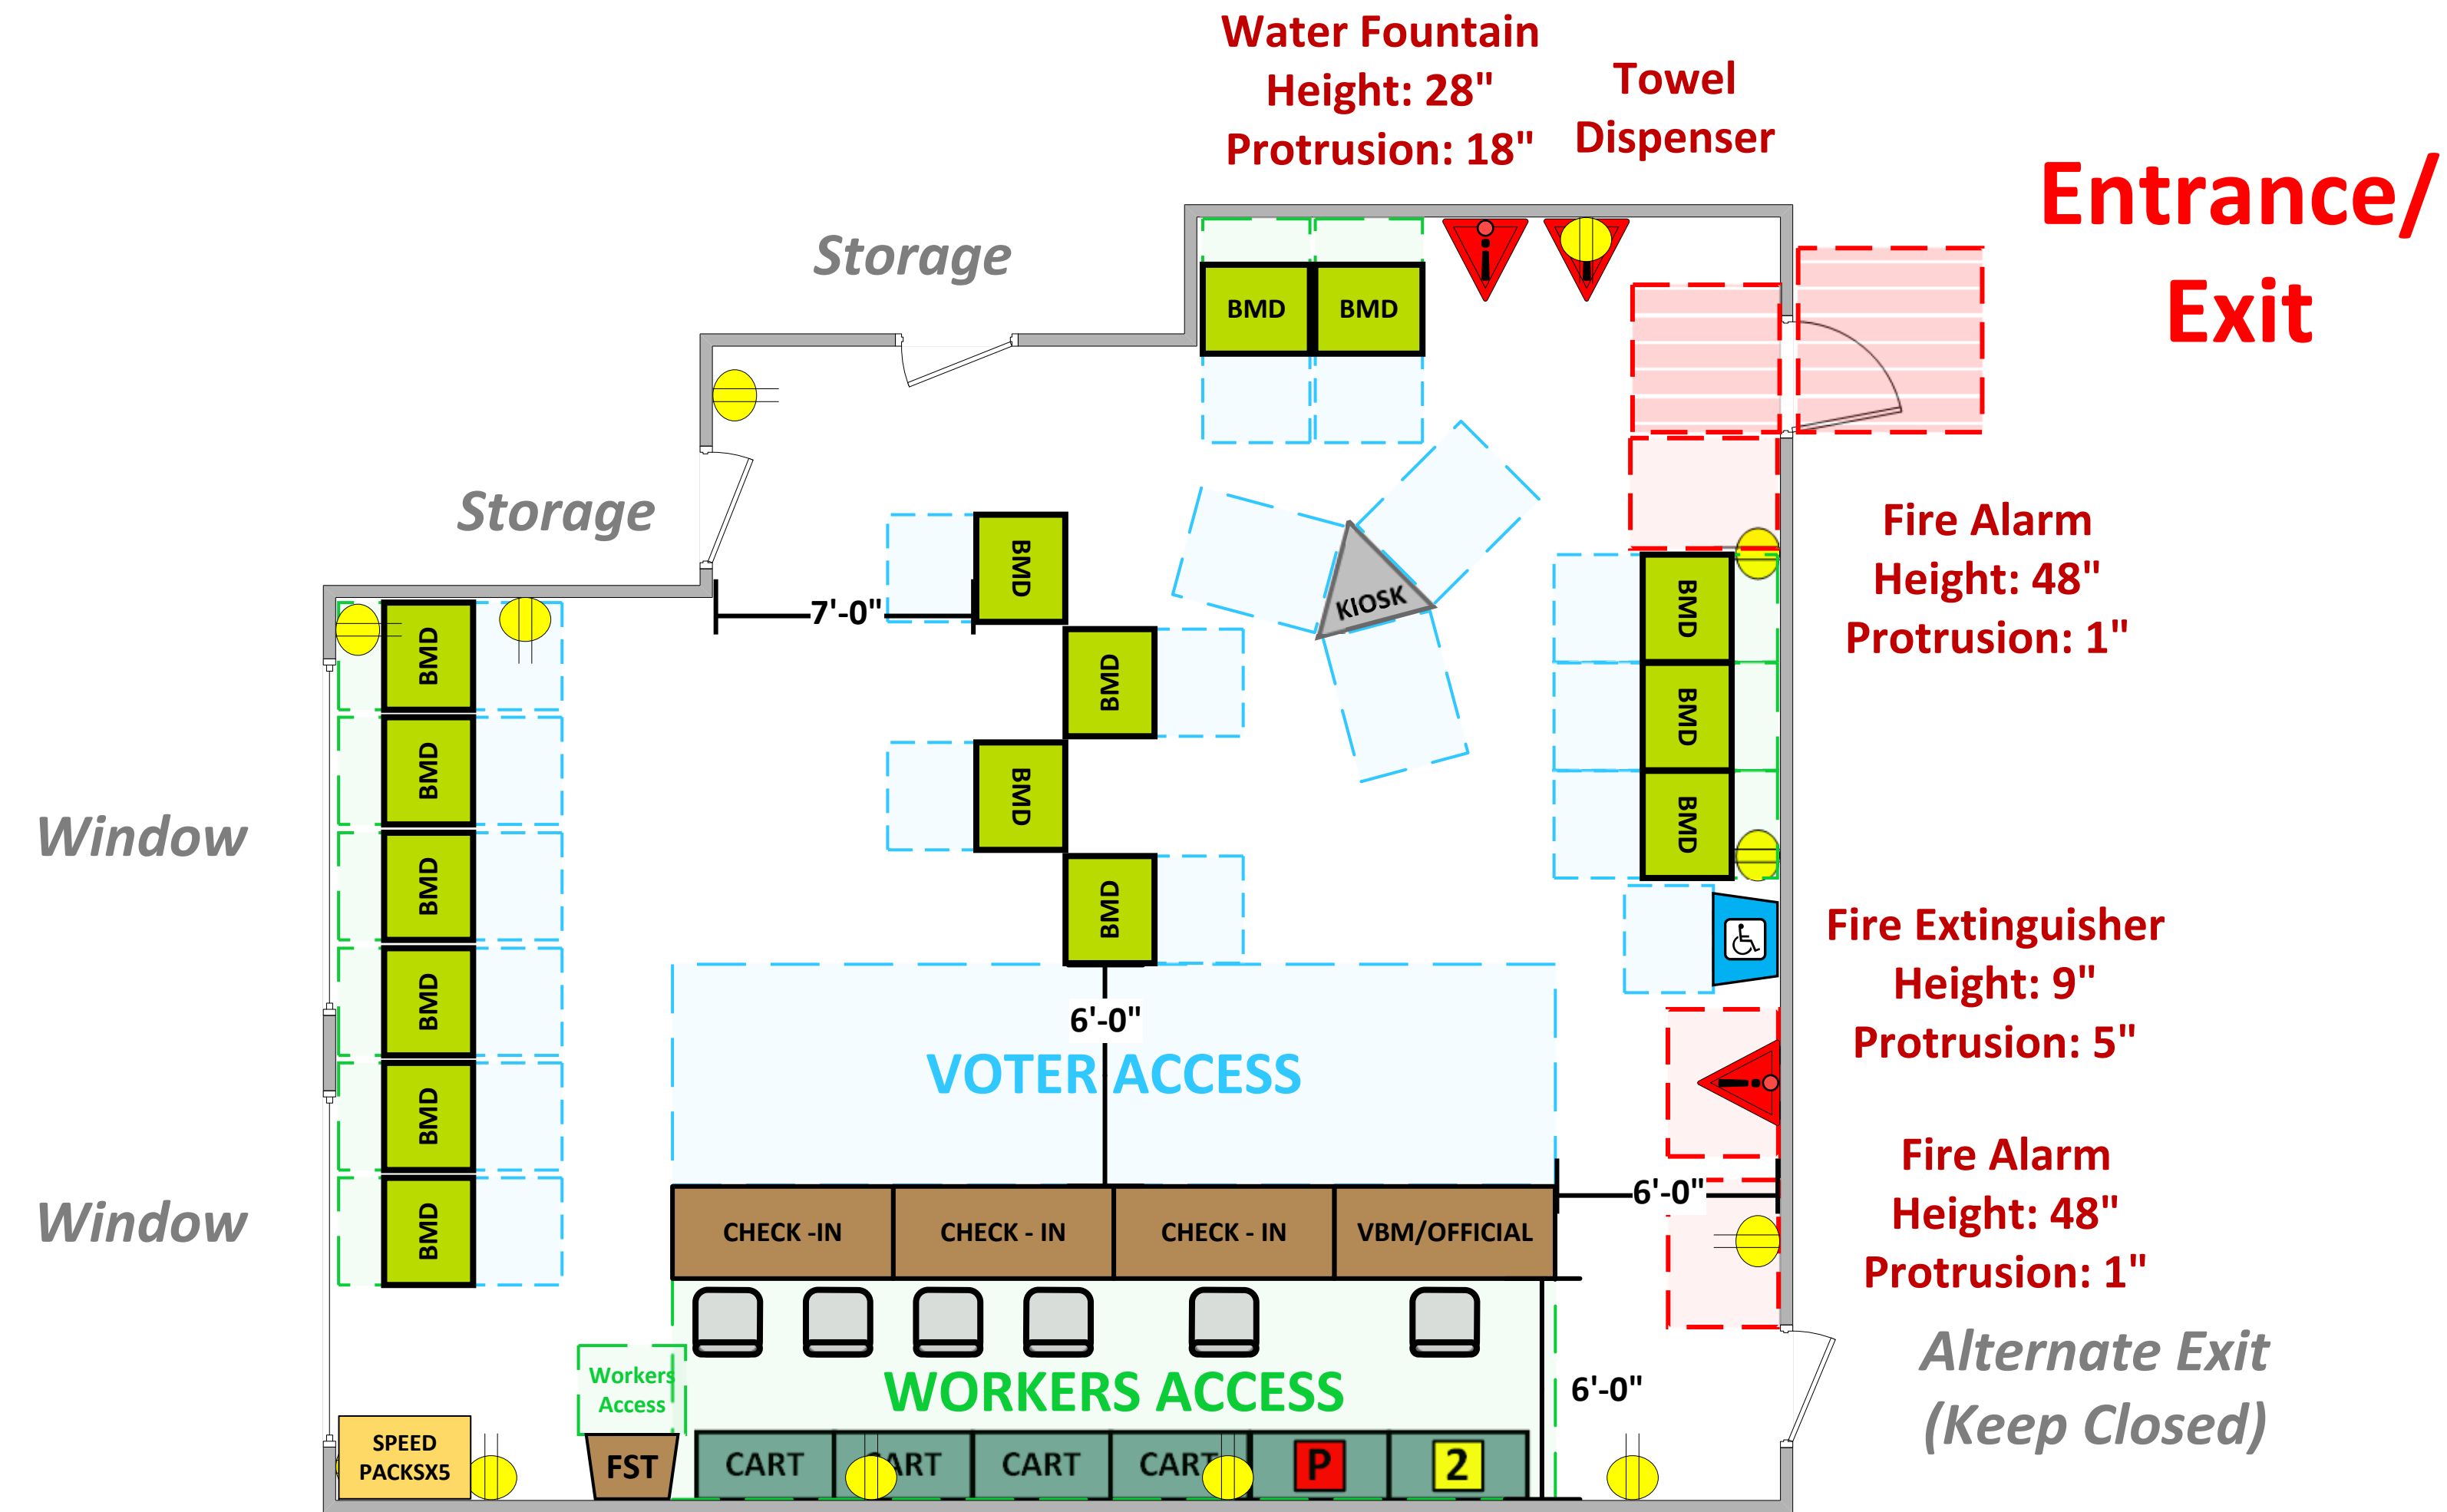 Water Fountain
Height: 28"
Protrusion: 18"
Towel
Dispenser
Entrance/
Exit
Storage
BMD
BMD
Storage
Fire Alarm
Height: 48"
Protrusion: 1"
BMD
KIOSK
7'-0"
BMD
BMD
BMD
BMD
BMD
BMD
BMD
Window
BMD
BMD
BMD
BMD
Fire Extinguisher
Height: 9"
Protrusion: 5"
BMD
6'-0"
VOTER ACCESS
BMD
Fire Alarm
Height: 48"
Protrusion: 1"
6'-0"
Window
BMD
CHECK -IN
CHECK - IN
CHECK - IN
VBM/OFFICIAL
Alternate Exit
(Keep Closed)
Workers
Access
WORKERS ACCESS
6'-0"
SPEED
PACKSX5
FST
CART
CART
CART
CART
P
2